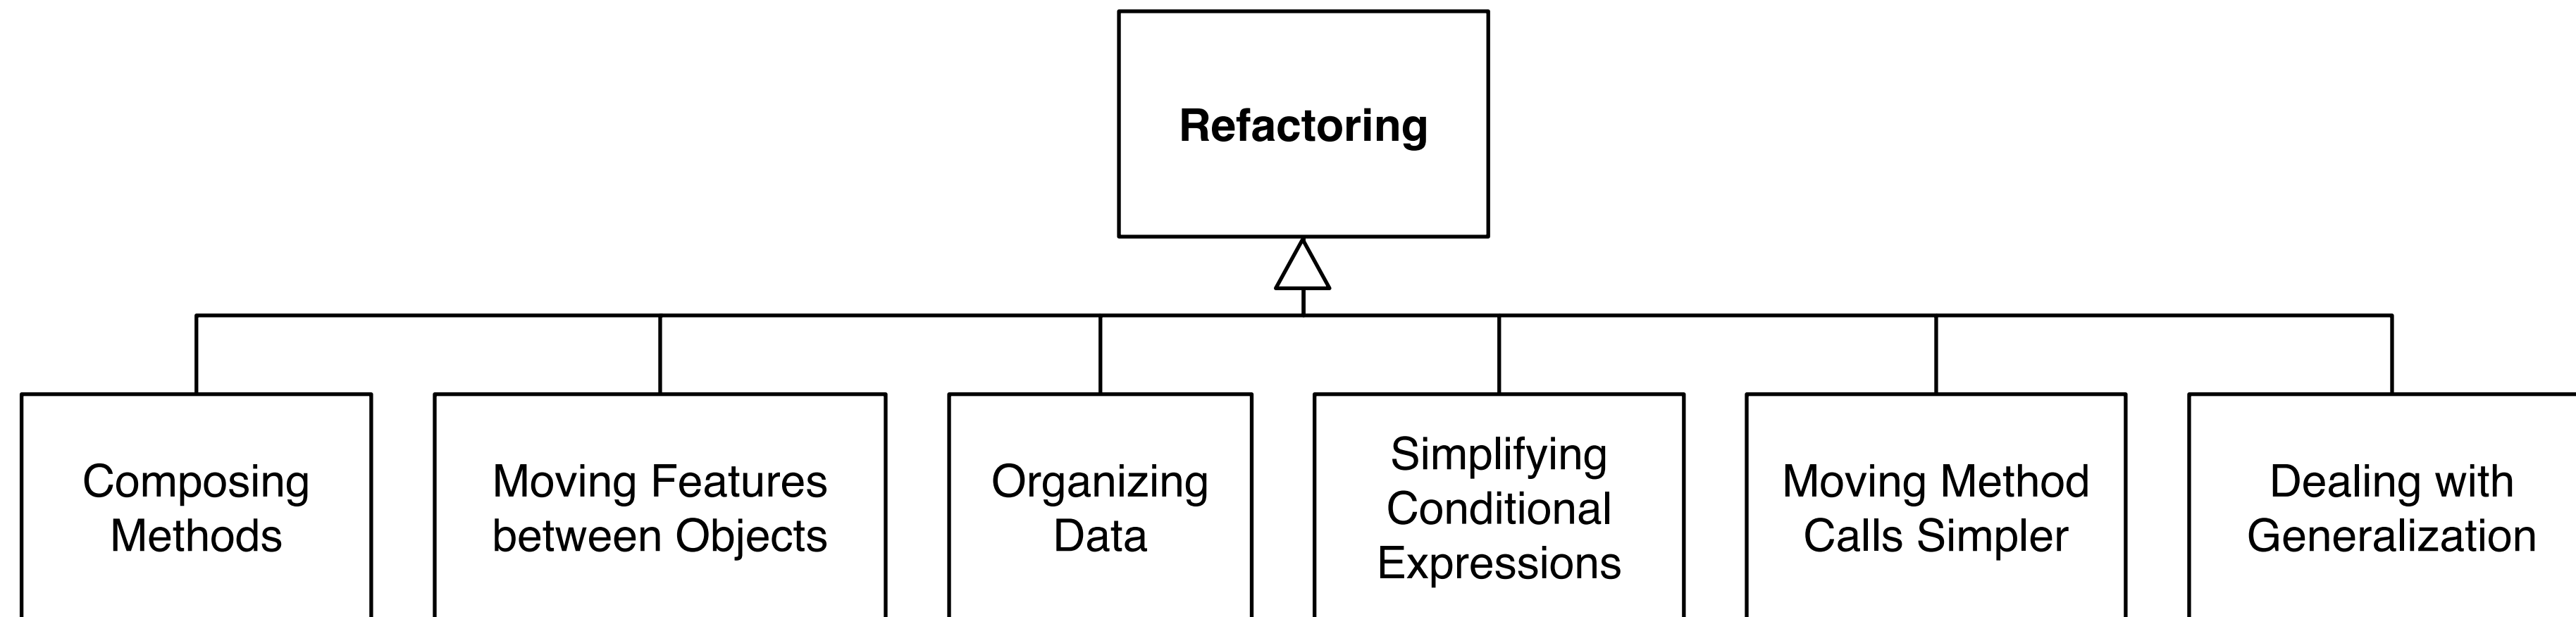 Refactoring
Composing
Methods
Moving Features
between Objects
Organizing
Data
Simplifying
Conditional
Expressions
Moving Method
Calls Simpler
Dealing with
Generalization